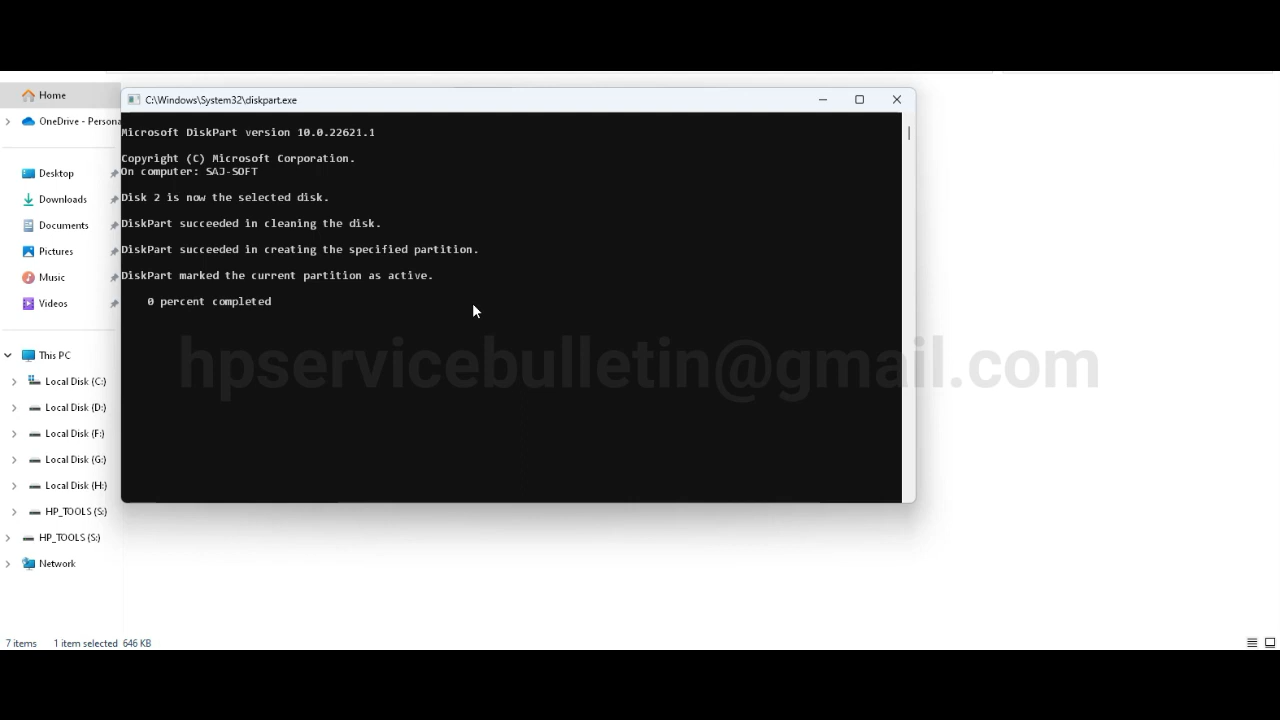 Home
OneDrive - Persona
Desktop
Downloads
Documents
Pictures
Music
Videos
This PC
Local Disk (C:)
Local Disk (D:)
Local Disk (F:)
Local Disk (G:)
Local Disk (H:)
HP_TOOLS (S:)
HP_TOOLS (S:)
Network
C:\Windows\System32\diskpart.exe
Microsoft DiskPart version 10.0.22621.1
Copyright (C) Microsoft Corporation.
On computer: SAJ-SOFT
Disk 2 is now the selected disk.
DiskPart succeeded in cleaning the disk.
DiskPart succeeded in creating the specified partition.
DiskPart marked the current partition as active.
0 percent completed
hpservicebulletin@gmail.com
7 items 1 item selected 646 KB